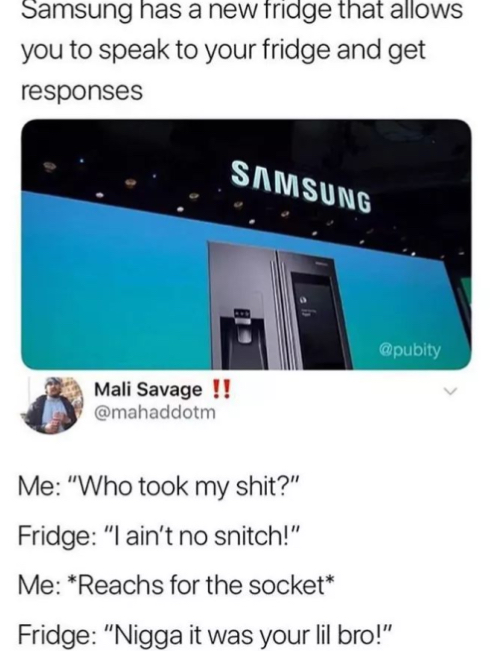 Samsung has a new fridge that allows
you to speak to your fridge and get
responses
SAMSUNG
@pubity
Mali Savage ‼
@mahaddotm
Me: "Who took my shit?"
Fridge: "I ain't no snitch!"
Me: *Reachs for the socket*
Fridge: "Nigga it was your lil bro!"